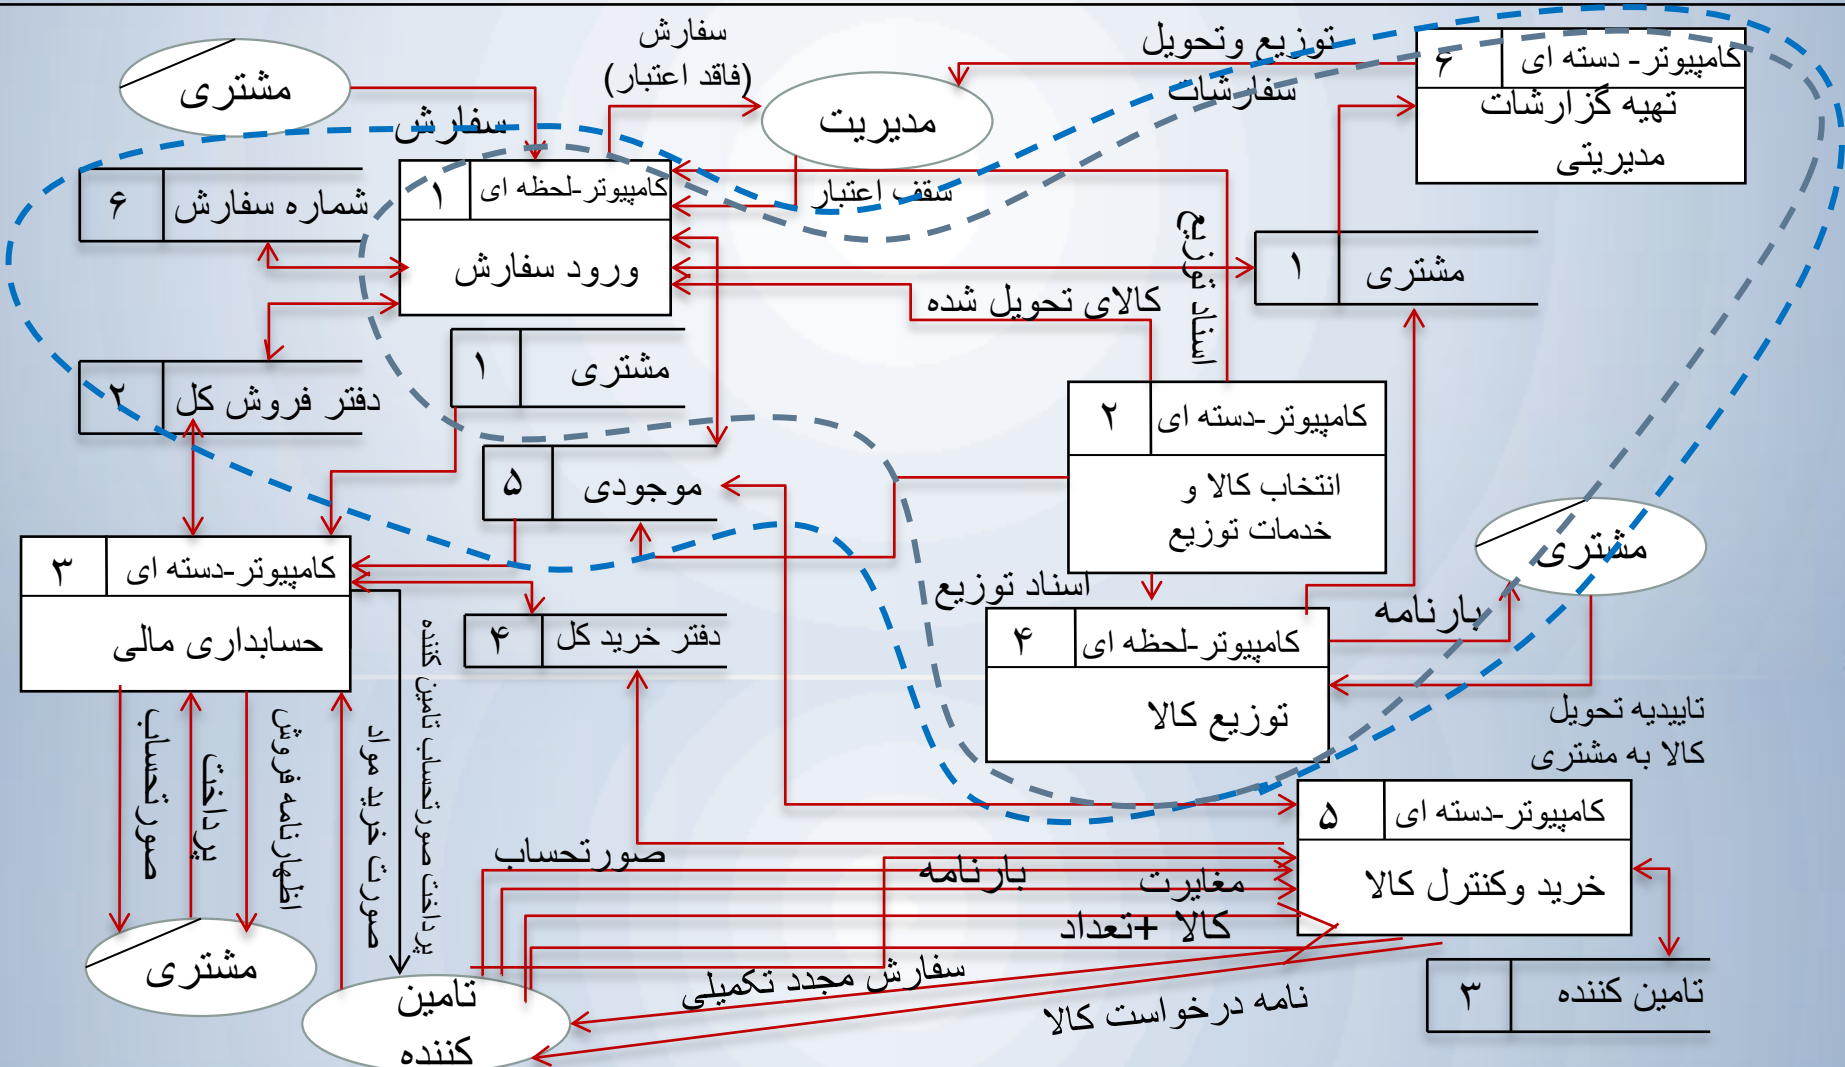 سفارش
(فاقد اعتبار)
توزیع وتحویل
سفارشات
مشتری
مدیریت
۶
کامپیوتر- دسته ای
تهیه گزارشات
مدیریتی
سفارش
۶
شماره سفارش
۱
کامپیوتر-لحظه ای
ورود سفارش
سقف اعتبار
اسناد توزیع
۱
مشتری
کالای تحویل شده
۲
دفتر فروش کل
۱
مشتری
۲
کامپیوتر-دسته ای
انتخاب کالا و
خدمات توزیع
۵
موجودی
مشتری
۳
کامپیوتر-دسته ای
حسابداری مالی
۴
دفتر خرید کل
اسناد توزیع
۴
کامپیوتر-لحظه ای
توزیع کالا
بارنامه
تاییدیه تحویل
کالا به مشتری
صورتحساب
پرداخت
اظهارنامه فروش
صورت خرید مواد
پرداخت صورتحساب تامین کننده
۵
کامپیوتر-دسته ای
خرید وکنترل کالا
صورتحساب
بارنامه
مغایرت
کالا +تعداد
سفارش مجدد تکمیلی
نامه درخواست کالا
مشتری
تامین
کننده
۳
تامین کننده